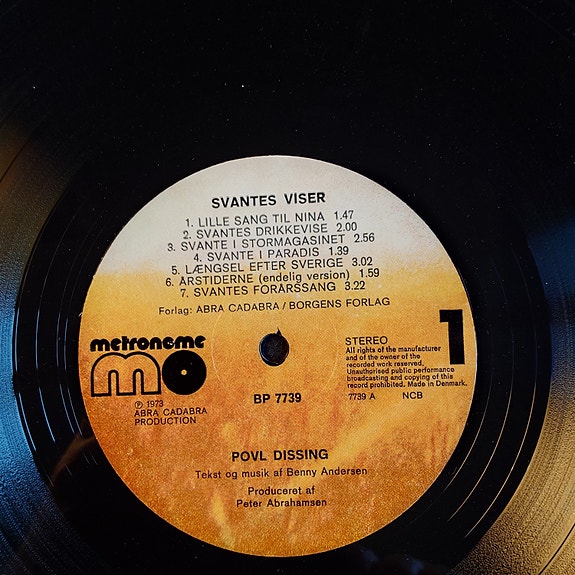 SVANTES VISER
1. LILLE SANG TIL NINA 1.47
2. SVANTES DRIKKEVISE 2.00
3. SVANTE I STORMAGASINET 2.56
4. SVANTE I PARADIS 1.39
5. LÆNGSEL EFTER SVERIGE 3.02
6. ÅRSTIDERNE (endelig version) 1.59
7. SVANTES FORÅRSSANG 3.22
Forlag: ABRA CADABRA / BORGENS FORLAG
metronome
mo
℗ 1973
ABRA CADABRA
PRODUCTION
BP 7739
STEREO
1
All rights of the manufacturer
and of the owner of the
recorded work reserved.
Unauthorised public performance
broadcasting and copying of this
record prohibited. Made in Denmark.
7739 A NCB
POVL DISSING
Tekst og musik af Benny Andersen
Produceret af
Peter Abrahamsen